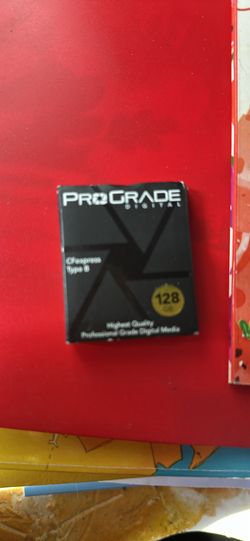 PROGRADE
DIGITAL
CFexpress
Type B
128
GB
Highest Quality
Professional Grade Digital Media